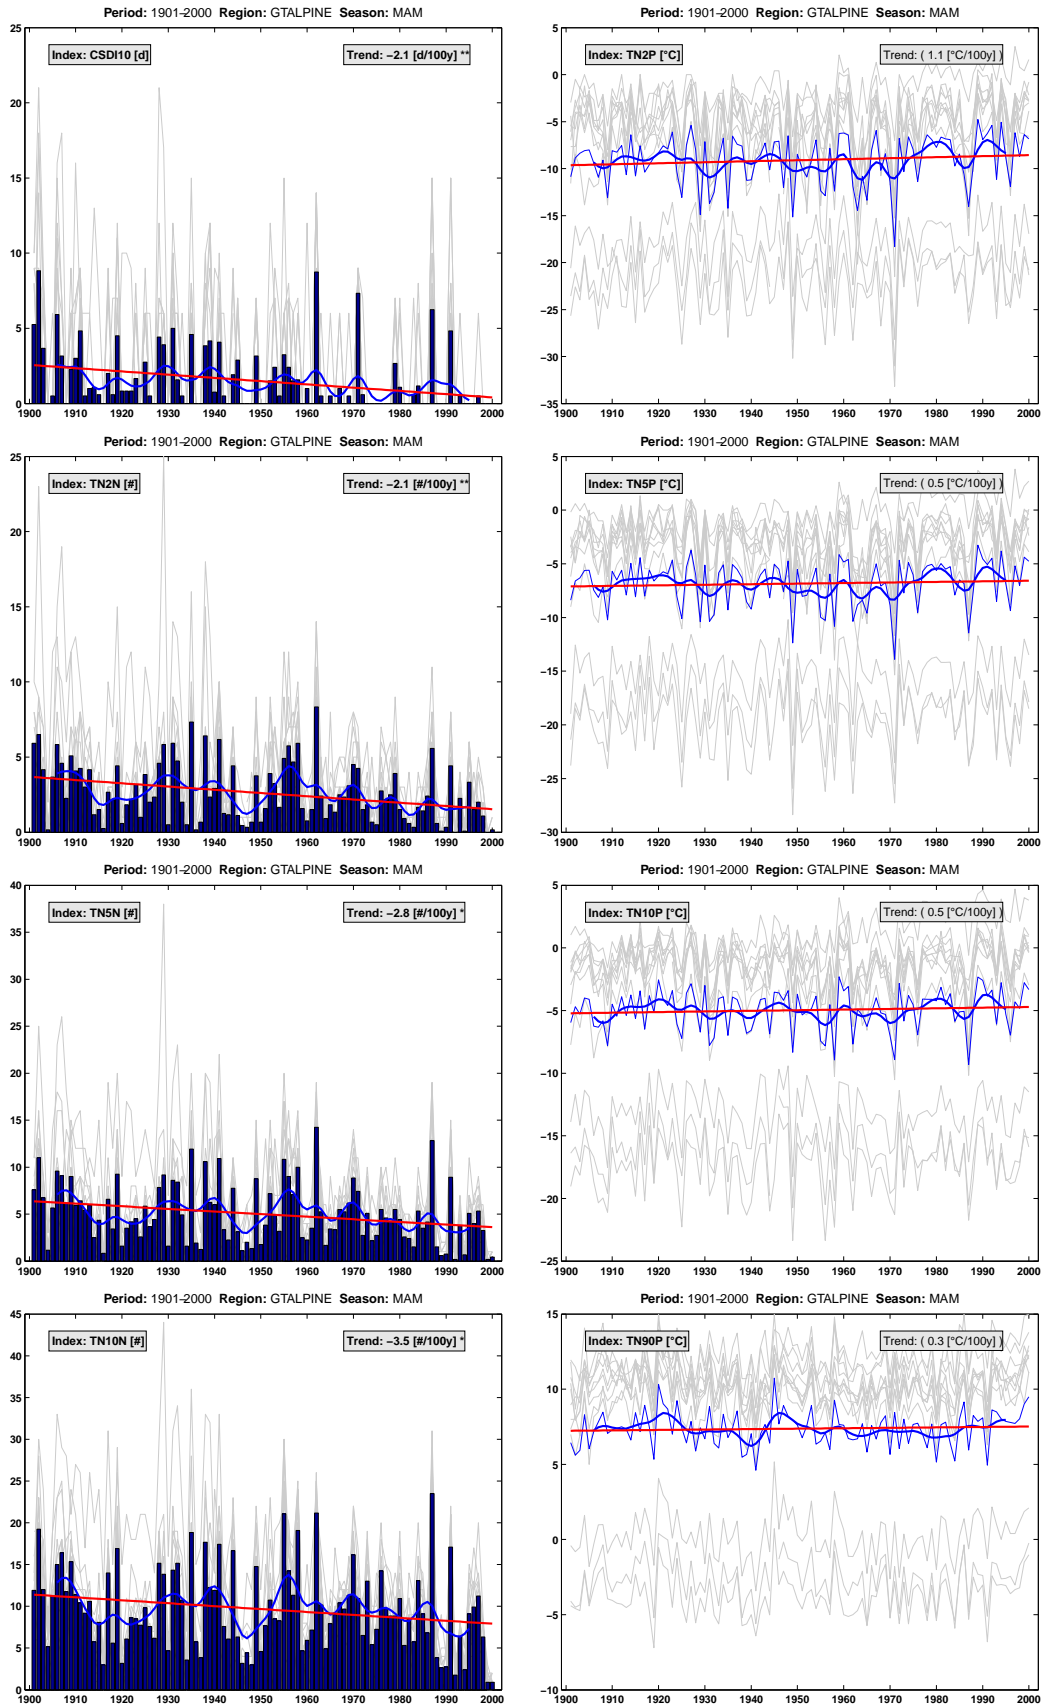 Period: 1901–2000 Region: GTALPINE Season: MAM
25
20
15
10
5
0
Index: CSDI10 [d]
Trend: −2.1 [d/100y] **
1900 1910 1920 1930 1940 1950 1960 1970 1980 1990 2000
Period: 1901–2000 Region: GTALPINE Season: MAM
5
0
−5
−10
−15
−20
−25
−30
−35
Index: TN2P [°C]
Trend: ( 1.1 [°C/100y] )
1900 1910 1920 1930 1940 1950 1960 1970 1980 1990 2000
Period: 1901–2000 Region: GTALPINE Season: MAM
25
20
15
10
5
0
Index: TN2N [#]
Trend: −2.1 [#/100y] **
1900 1910 1920 1930 1940 1950 1960 1970 1980 1990 2000
Period: 1901–2000 Region: GTALPINE Season: MAM
5
0
−5
−10
−15
−20
−25
−30
Index: TN5P [°C]
Trend: ( 0.5 [°C/100y] )
1900 1910 1920 1930 1940 1950 1960 1970 1980 1990 2000
Period: 1901–2000 Region: GTALPINE Season: MAM
40
35
30
25
20
15
10
5
0
Index: TN5N [#]
Trend: −2.8 [#/100y] *
1900 1910 1920 1930 1940 1950 1960 1970 1980 1990 2000
Period: 1901–2000 Region: GTALPINE Season: MAM
5
0
−5
−10
−15
−20
−25
Index: TN10P [°C]
Trend: ( 0.5 [°C/100y] )
1900 1910 1920 1930 1940 1950 1960 1970 1980 1990 2000
Period: 1901–2000 Region: GTALPINE Season: MAM
45
40
35
30
25
20
15
10
5
0
Index: TN10N [#]
Trend: −3.5 [#/100y] *
1900 1910 1920 1930 1940 1950 1960 1970 1980 1990 2000
Period: 1901–2000 Region: GTALPINE Season: MAM
15
10
5
0
−5
−10
Index: TN90P [°C]
Trend: ( 0.3 [°C/100y] )
1900 1910 1920 1930 1940 1950 1960 1970 1980 1990 2000